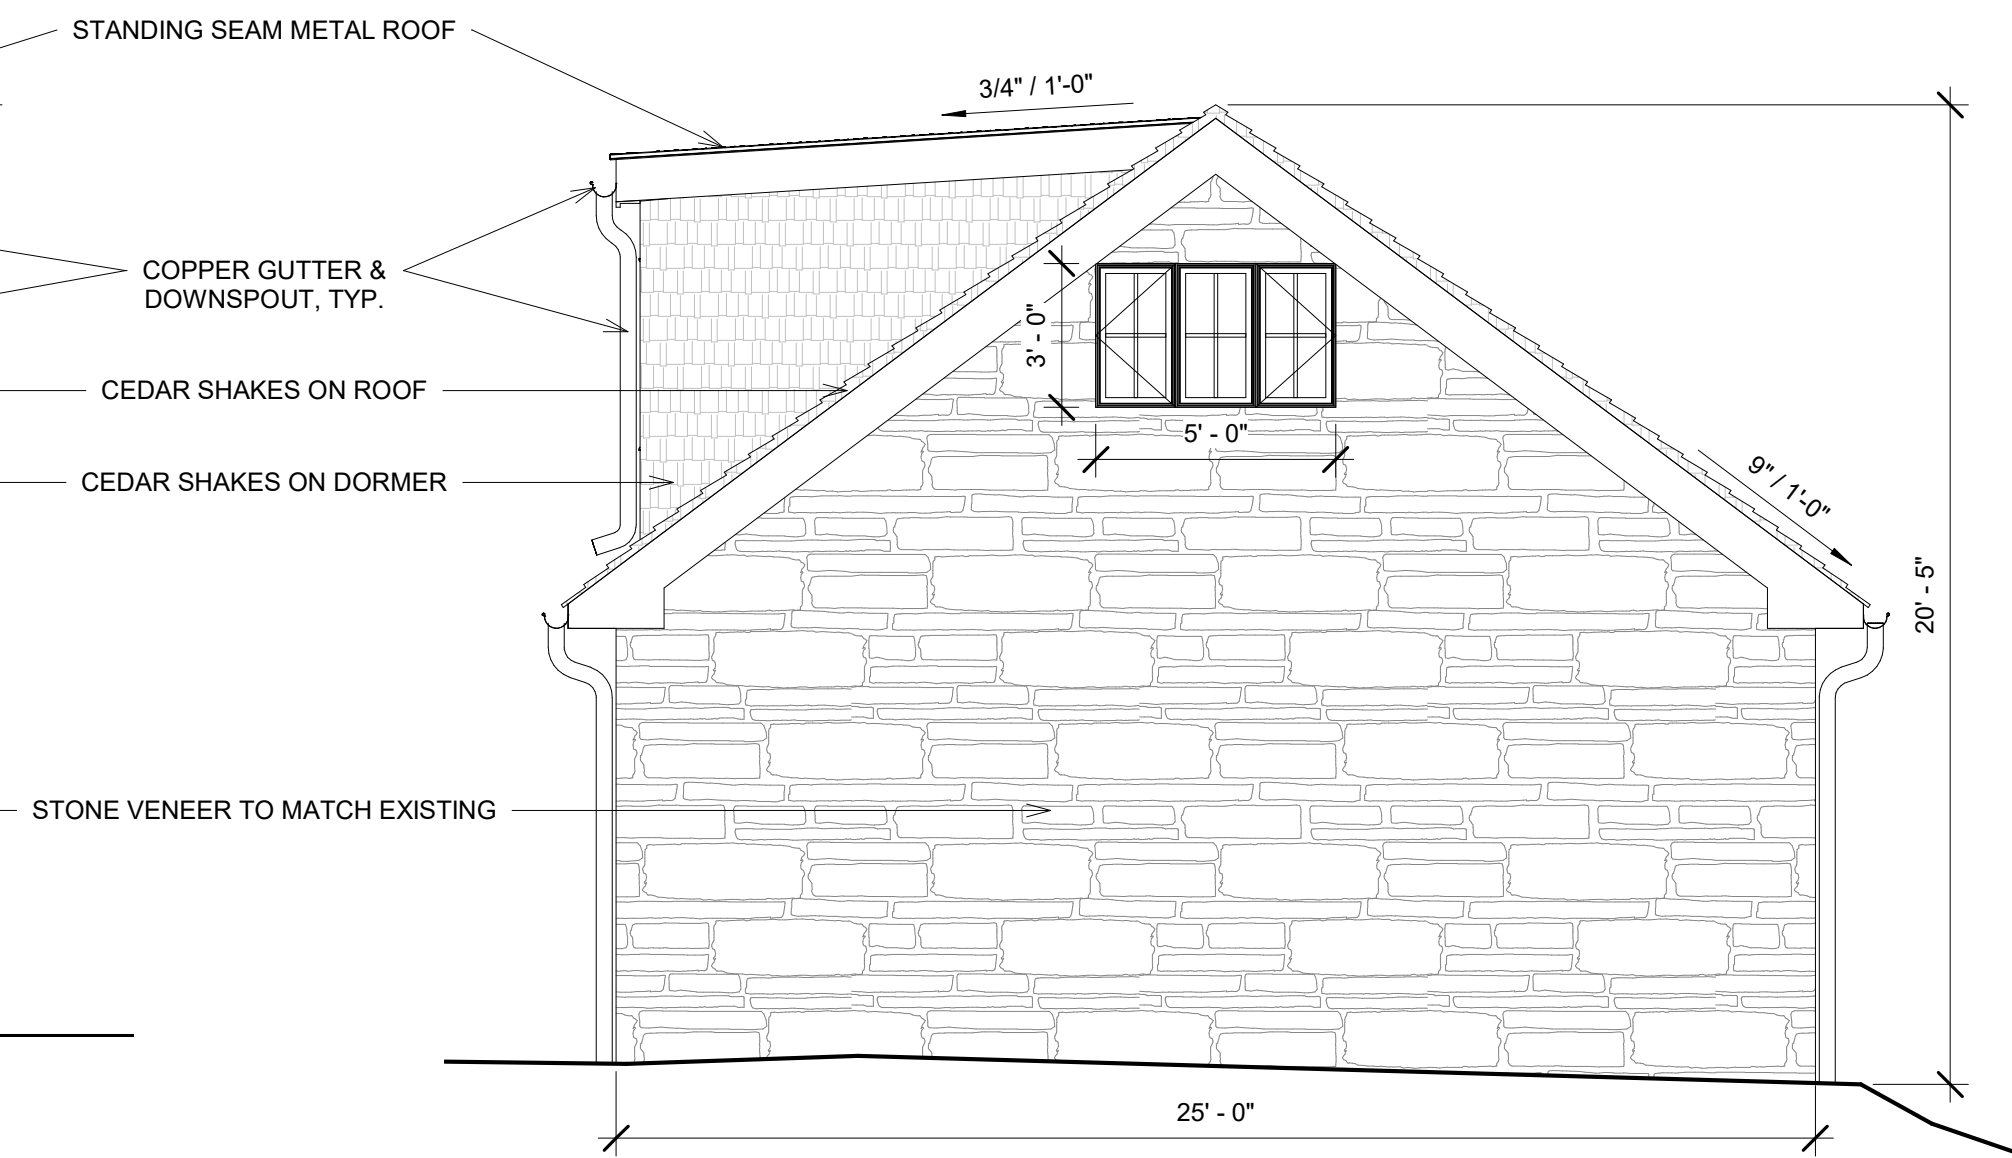 STANDING SEAM METAL ROOF
3/4" / 1'-0"
COPPER GUTTER &
DOWNSPOUT, TYP.
3' - 0"
CEDAR SHAKES ON ROOF
5' - 0"
CEDAR SHAKES ON DORMER
9" / 1'-0"
20' - 5"
STONE VENEER TO MATCH EXISTING
25' - 0"